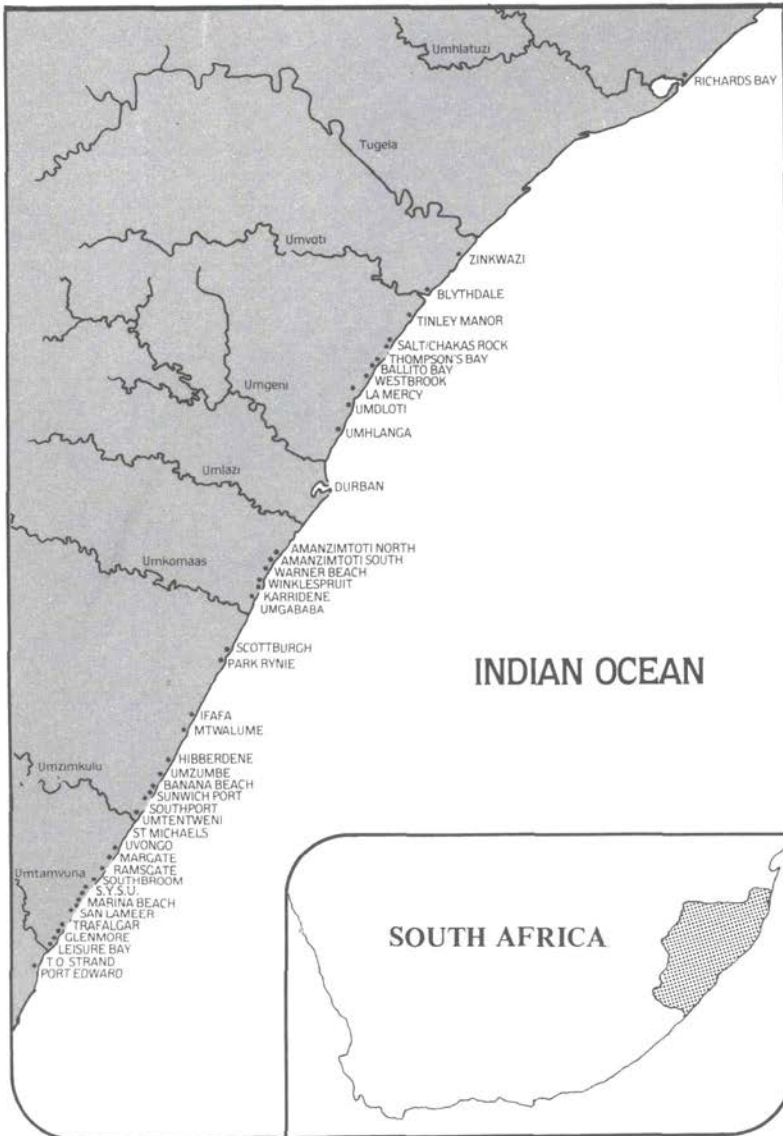 Umhlatuzi
RICHARDS BAY
Tugela
Umvoti
ZINKWAZI
BLYTHDALE
TINLEY MANOR
SALT/CHAKAS ROCK
THOMPSON'S BAY
BALLITO BAY
WESTBROOK
LA MERCY
Umgeni
UMDLOTI
UMHLANGA
Umlazi
DURBAN
Umkomaas
AMANZIMTOTI NORTH
AMANZIMTOTI SOUTH
WARNER BEACH
WINKLESPRUIT
KARRIDENE
UMGABABA
SCOTTBURGH
PARK RYNIE
INDIAN OCEAN
IFAFA
MTWALUME
HIBBERDENE
Umzimkulu
UMZUMBE
BANANA BEACH
SUNWICH PORT
SOUTHPORT
UMTENTWENI
ST MICHAELS
UVONGO
MARGATE
RAMSGATE
Umtamvuna
SOUTHBROOM
S.Y.S.U.
MARINA BEACH
SAN LAMEER
TRAFALGAR
GLENMORE
LEISURE BAY
T.O. STRAND
PORT EDWARD
SOUTH AFRICA